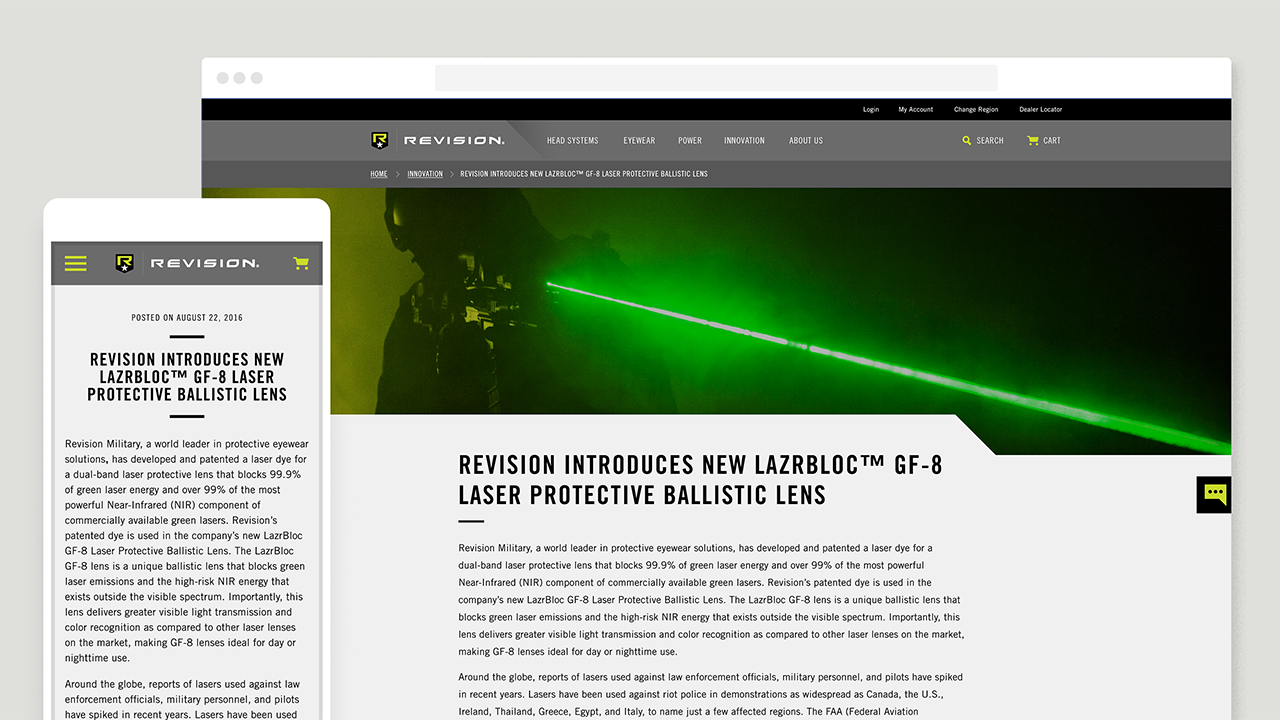 Login My Account Change Region Dealer Locator
REVISION. HEAD SYSTEMS EYEWEAR POWER INNOVATION ABOUT US SEARCH CART
HOME INNOVATION REVISION INTRODUCES NEW LAZRBLOC™ GF-8 LASER PROTECTIVE BALLISTIC LENS
REVISION INTRODUCES NEW LAZRBLOC™ GF-8
LASER PROTECTIVE BALLISTIC LENS
Revision Military, a world leader in protective eyewear solutions, has developed and patented a laser dye for a
dual-band laser protective lens that blocks 99.9% of green laser energy and over 99% of the most powerful
Near-Infrared (NIR) component of commercially available green lasers. Revision's patented dye is used in the
company's new LazrBloc GF-8 Laser Protective Ballistic Lens. The LazrBloc GF-8 lens is a unique ballistic lens that
blocks green laser emissions and the high-risk NIR energy that exists outside the visible spectrum. Importantly, this
lens delivers greater visible light transmission and color recognition as compared to other laser lenses on the market,
making GF-8 lenses ideal for day or nighttime use.
Around the globe, reports of lasers used against law enforcement officials, military personnel, and pilots have spiked
in recent years. Lasers have been used against riot police in demonstrations as widespread as Canada, the U.S.,
Ireland, Thailand, Greece, Egypt, and Italy, to name just a few affected regions. The FAA (Federal Aviation
R REVISION.
POSTED ON AUGUST 22, 2016
REVISION INTRODUCES NEW
LAZRBLOC™ GF-8 LASER
PROTECTIVE BALLISTIC LENS
Revision Military, a world leader in protective eyewear
solutions, has developed and patented a laser dye for
a dual-band laser protective lens that blocks 99.9%
of green laser energy and over 99% of the most
powerful Near-Infrared (NIR) component of
commercially available green lasers. Revision's
patented dye is used in the company's new LazrBloc
GF-8 Laser Protective Ballistic Lens. The LazrBloc
GF-8 lens is a unique ballistic lens that blocks green
laser emissions and the high-risk NIR energy that
exists outside the visible spectrum. Importantly, this
lens delivers greater visible light transmission and
color recognition as compared to other laser lenses
on the market, making GF-8 lenses ideal for day or
nighttime use.
Around the globe, reports of lasers used against law
enforcement officials, military personnel, and pilots
have spiked in recent years. Lasers have been used